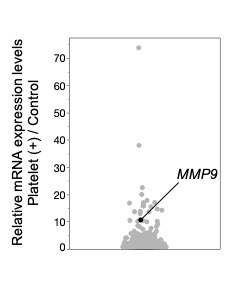 Relative mRNA expression levels
Platelet (+) / Control
70
60
50
40
30
20
10
0
MMP9